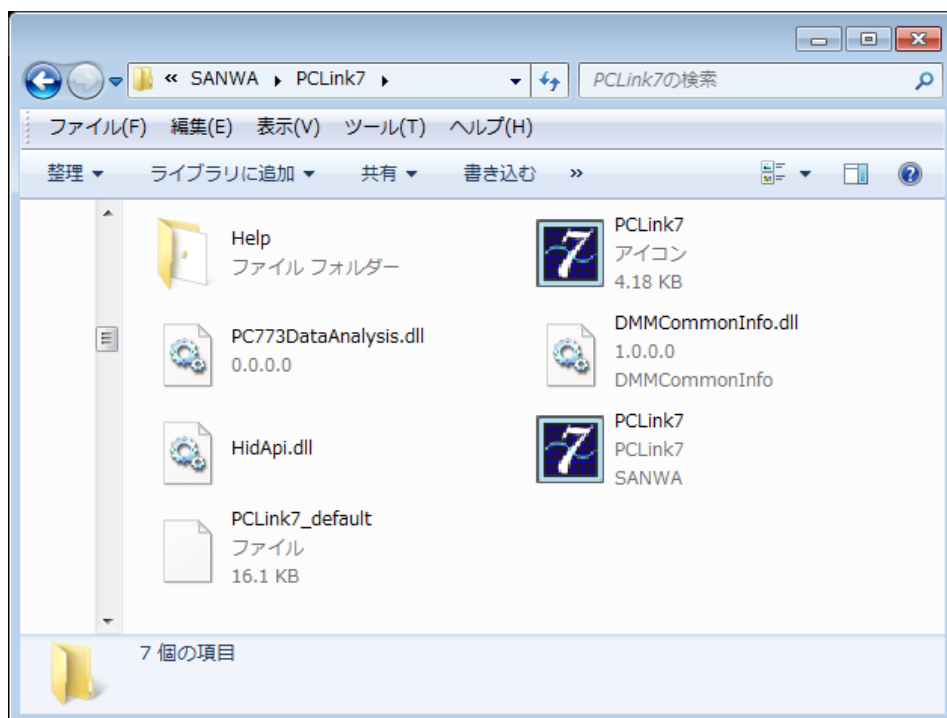 « SANWA ▸ PCLink7 ▸
PCLink7の検索
ファイル(F) 編集(E) 表示(V) ツール(T) ヘルプ(H)
整理 ライブラリに追加 共有 書き込む »
Help
ファイル フォルダー
PCLink7
アイコン
4.18 KB
PC773DataAnalysis.dll
0.0.0.0
DMMCommonInfo.dll
1.0.0.0
DMMCommonInfo
HidApi.dll
PCLink7
PCLink7
SANWA
PCLink7_default
ファイル
16.1 KB
7 個の項目